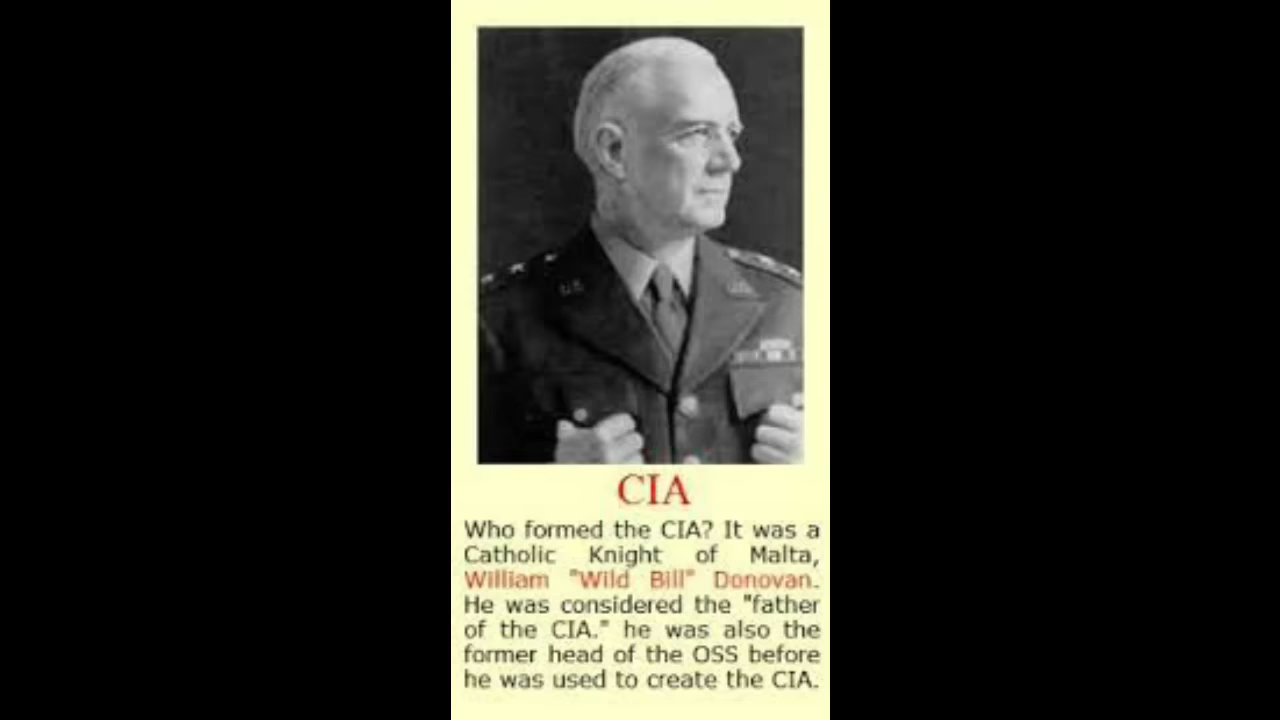 CIA
Who formed the CIA? It was a
Catholic Knight of Malta,
William "Wild Bill" Donovan.
He was considered the "father
of the CIA." he was also the
former head of the OSS before
he was used to create the CIA.